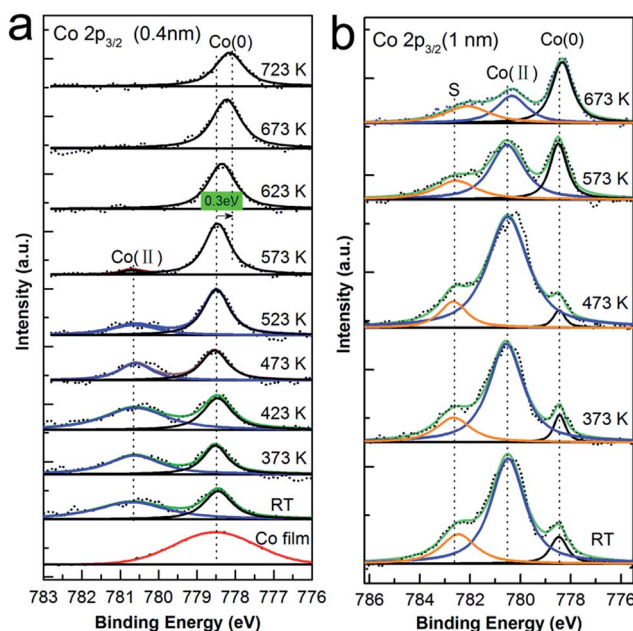 a
Co 2p3/2 (0.4nm)
Co(0)
723 K
673 K
623 K
0.3eV
Co(Ⅱ)
573 K
523 K
473 K
423 K
373 K
RT
Co film
Intensity (a.u.)
783 782 781 780 779 778 777 776
Binding Energy (eV)
b
Co 2p3/2(1 nm)
Co(0)
Co(Ⅱ)
S
673 K
573 K
473 K
373 K
RT
Intensity (a.u.)
786 784 782 780 778 776
Binding Energy (eV)